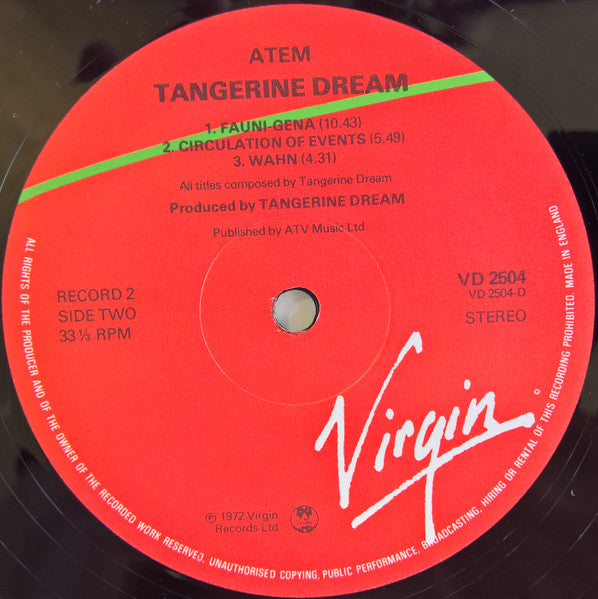 ATEM
TANGERINE DREAM
1. FAUNI-GENA (10.43)
2. CIRCULATION OF EVENTS (5.49)
3. WAHN (4.31)
All titles composed by Tangerine Dream
Produced by TANGERINE DREAM
Published by ATV Music Ltd
RECORD 2
SIDE TWO
33⅓ RPM
VD 2504
VD 2504-D
STEREO
Virgin
℗ 1972 Virgin
Records Ltd
ALL RIGHTS OF THE PRODUCER AND OF THE OWNER OF THE RECORDED WORK RESERVED. UNAUTHORISED COPYING, PUBLIC PERFORMANCE, BROADCASTING, HIRING OR RENTAL OF THIS RECORDING PROHIBITED. MADE IN ENGLAND